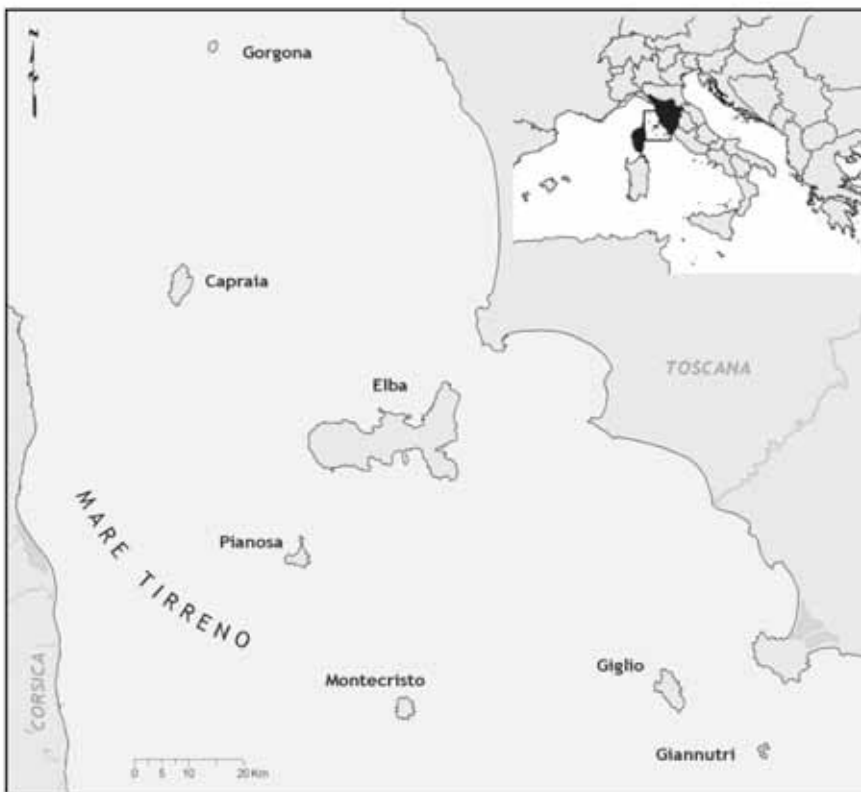 N
Gorgona
Capraia
TOSCANA
Elba
MARE TIRRENO
Pianosa
Montecristo
Giglio
CORSICA
Giannutri
0 5 10 20 Km